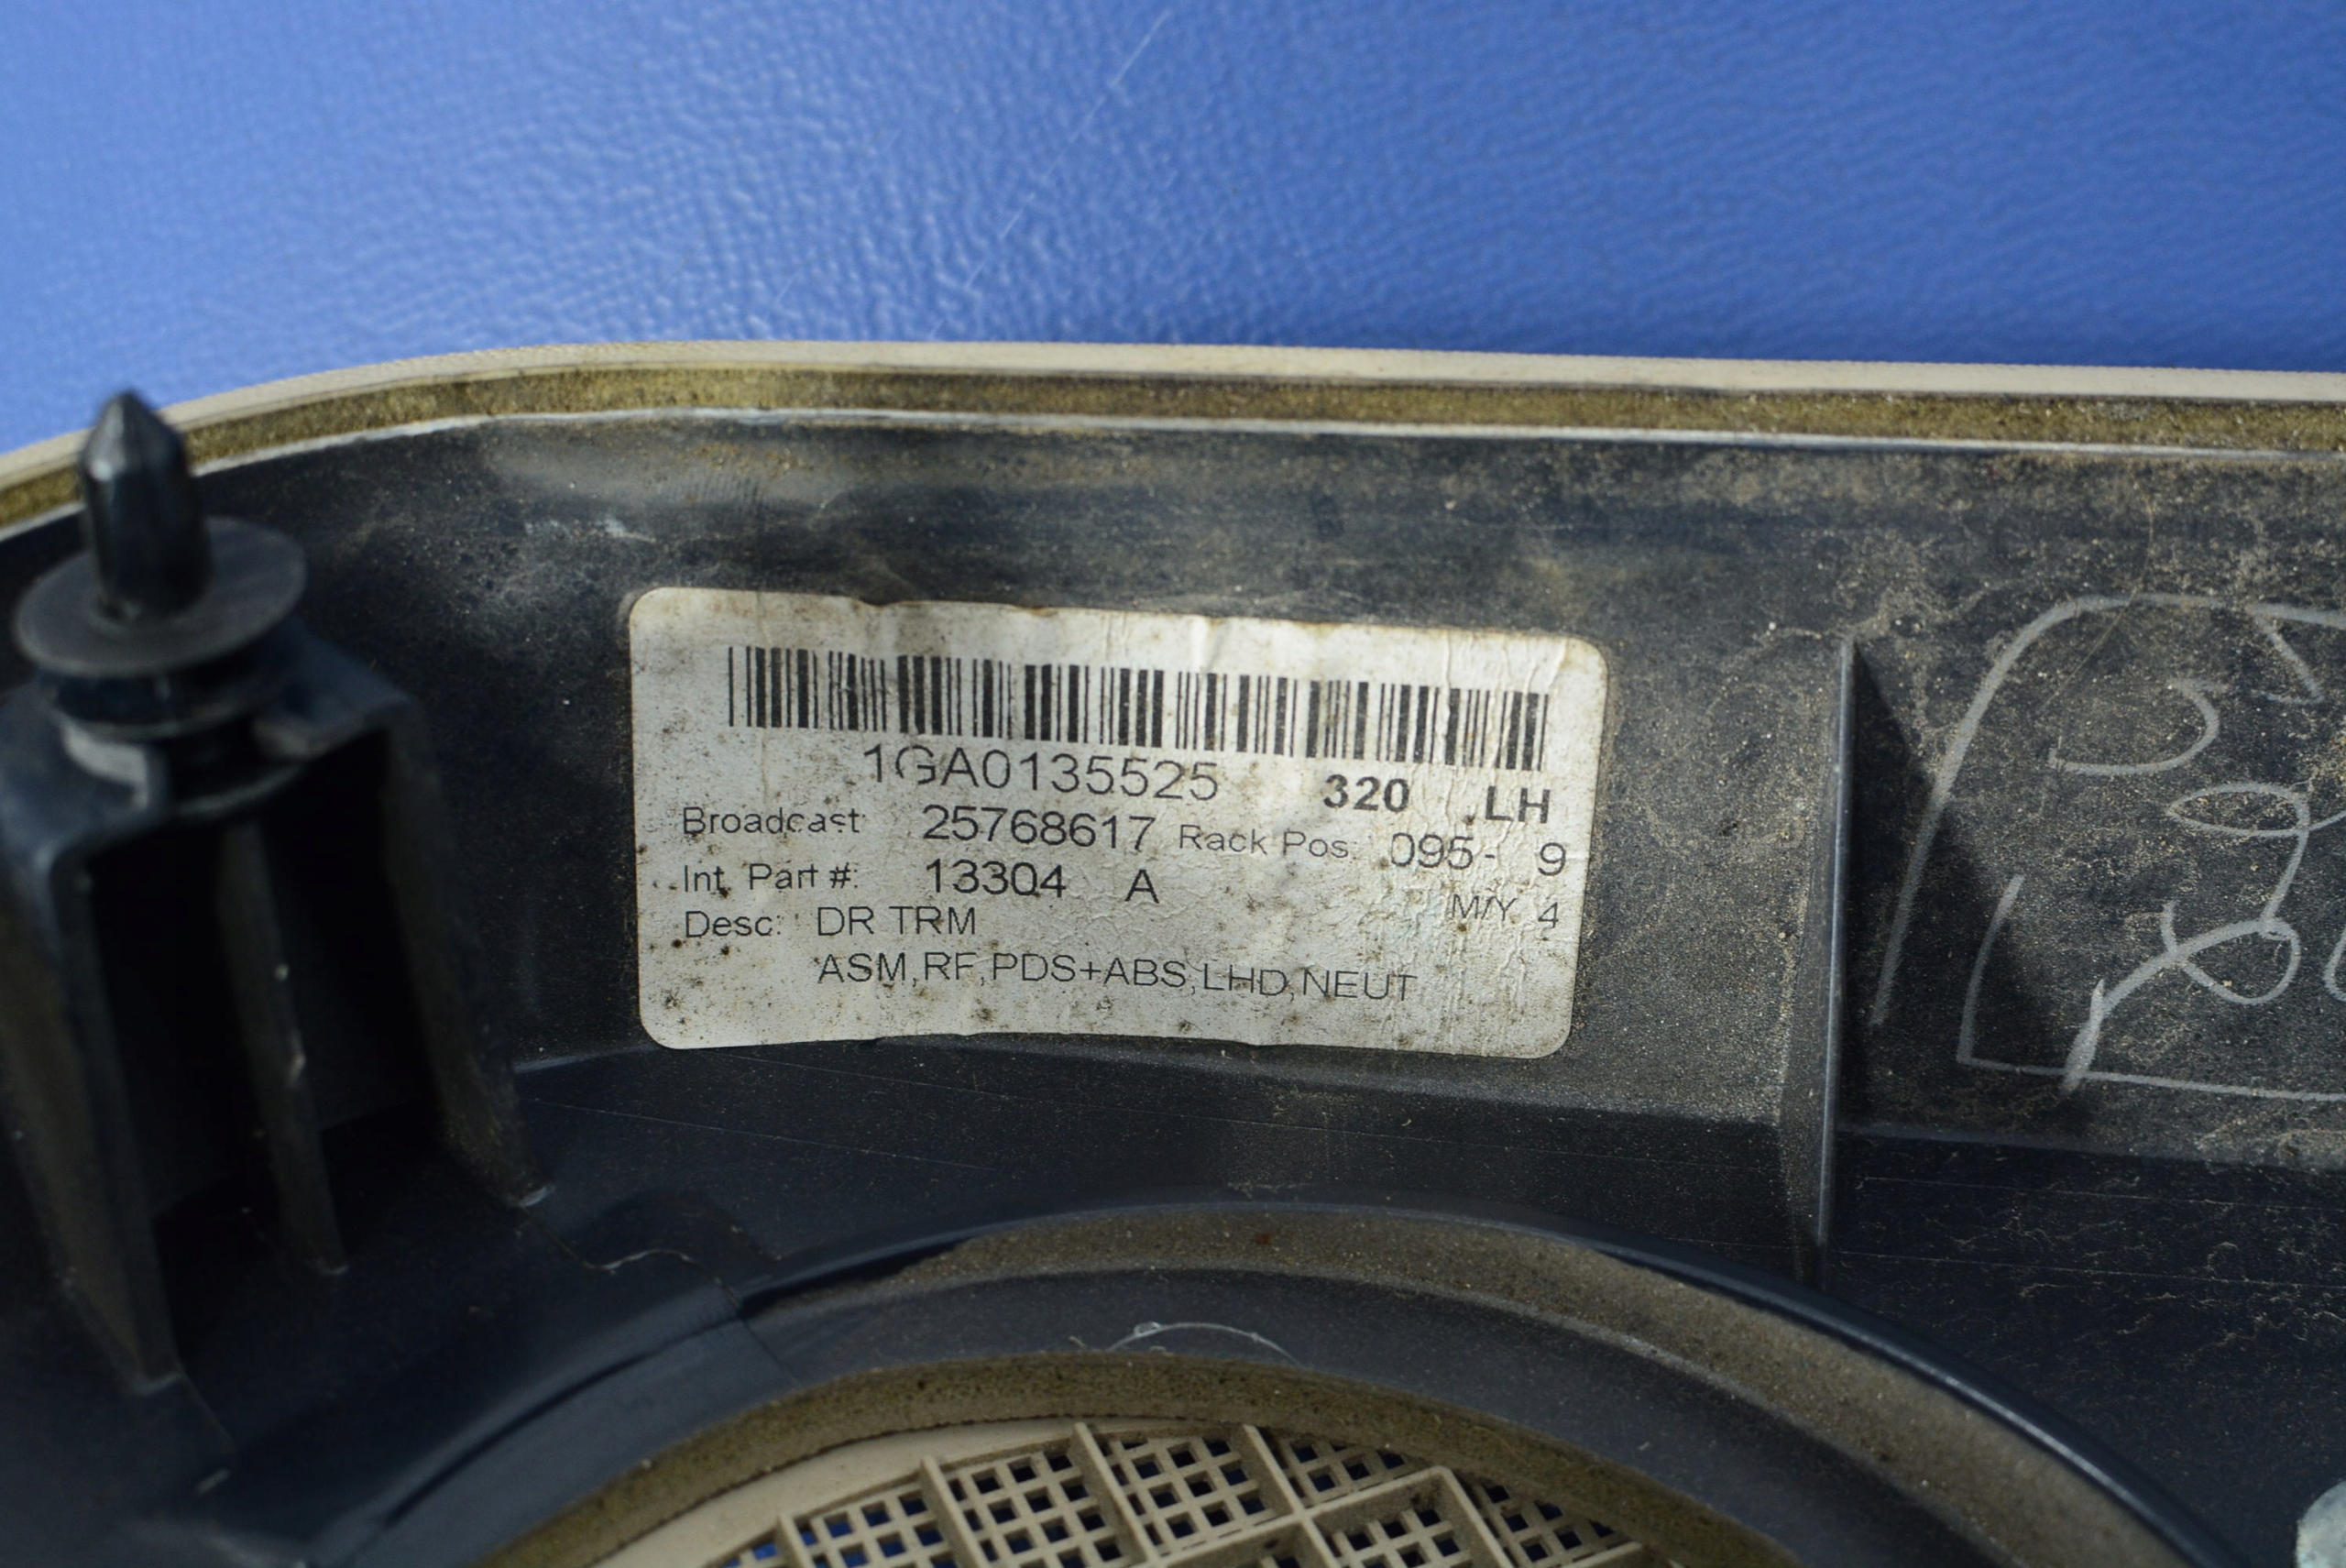 1GA0135525 320 LH
Broadcast: 25768617 Rack Pos: 095- 9
Int. Part #: 13304 A M/Y 4
Desc: DR TRM
ASM,RF,PDS+ABS,LHD,NEUT